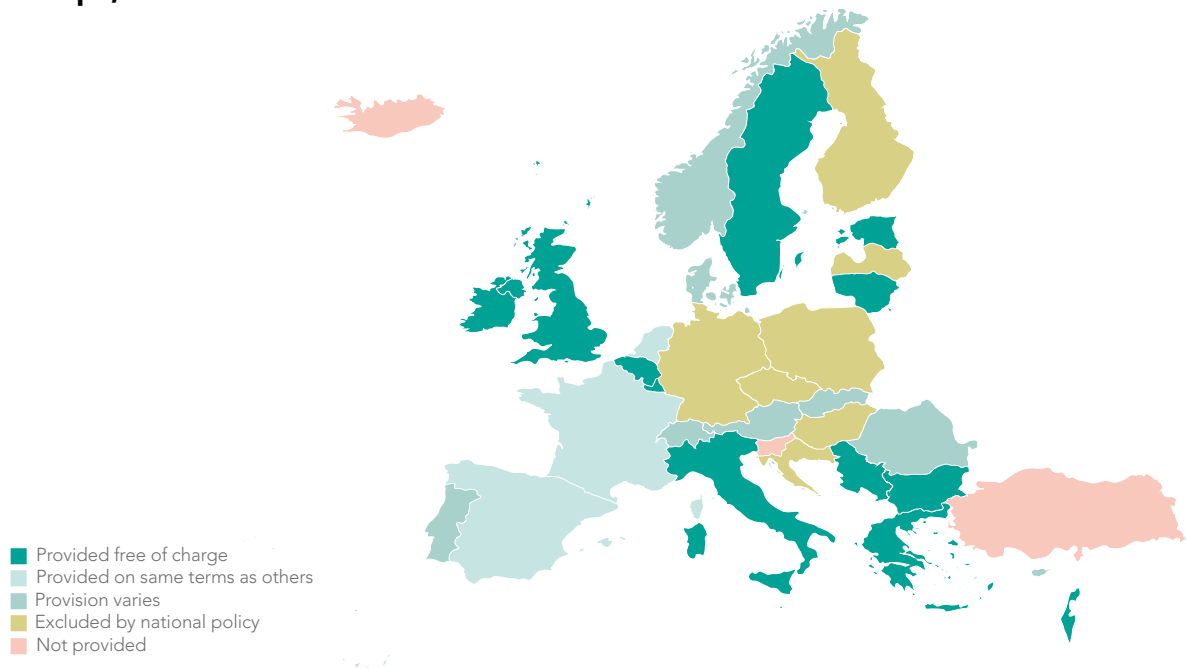 Provided free of charge
Provided on same terms as others
Provision varies
Excluded by national policy
Not provided